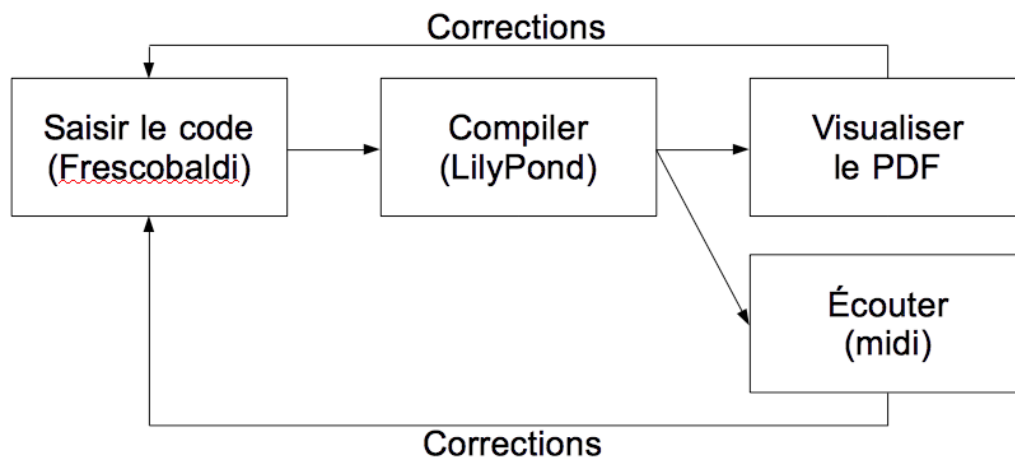 Corrections
Saisir le code
(Frescobaldi)
Compiler
(LilyPond)
Visualiser
le PDF
Écouter
(midi)
Corrections